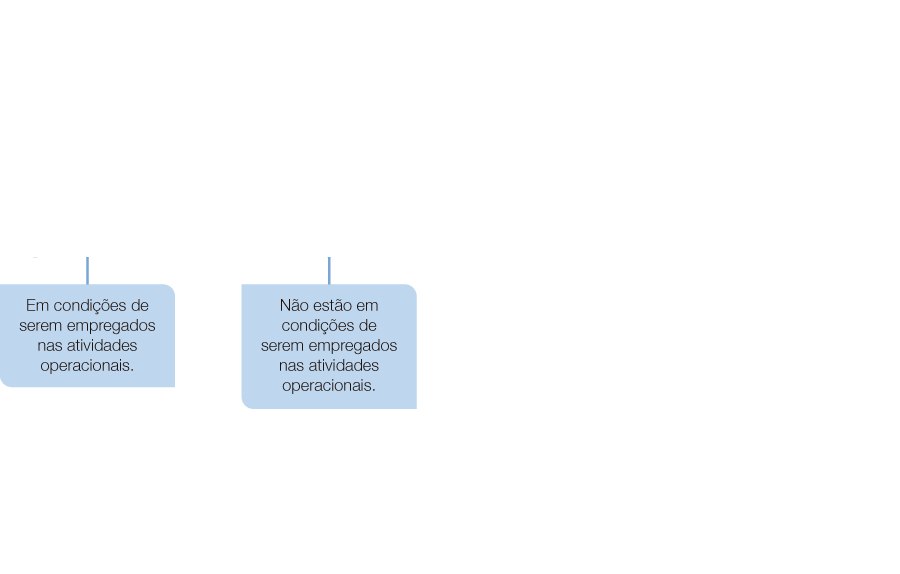 Em condições de
serem empregados
nas atividades
operacionais.
Não estão em
condições de
serem empregados
nas atividades
operacionais.